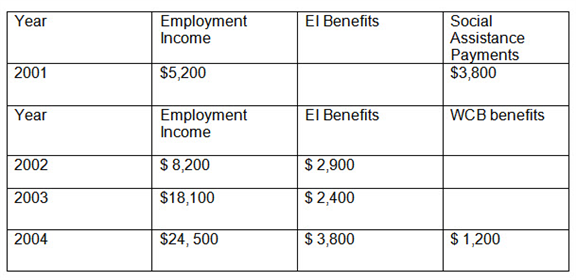 Year Employment EI Benefits Social
Income Assistance
Payments
2001 $5,200 $3,800
Year Employment EI Benefits WCB benefits
Income
2002 $ 8,200 $ 2,900
2003 $18,100 $ 2,400
2004 $24, 500 $ 3,800 $ 1,200